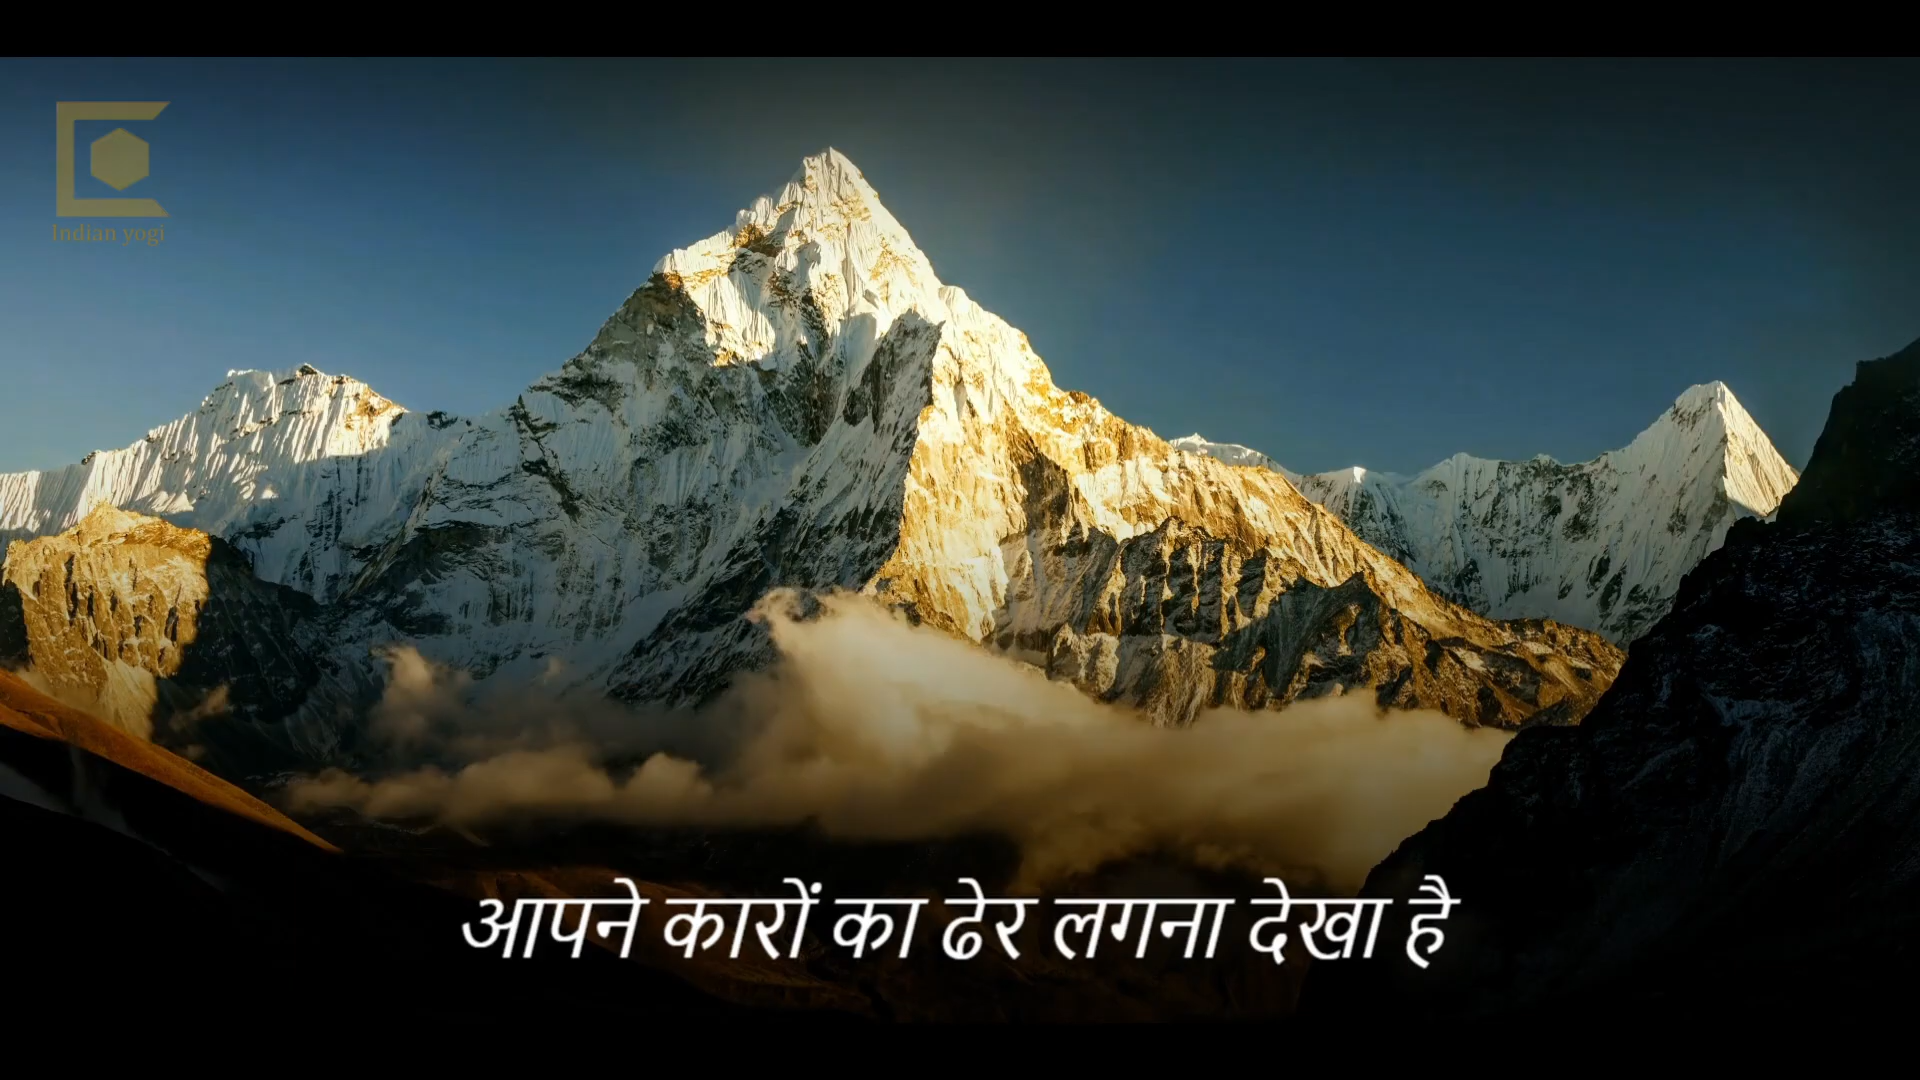 Indian yogi
आपने कारों का ढेर लगना देखा है